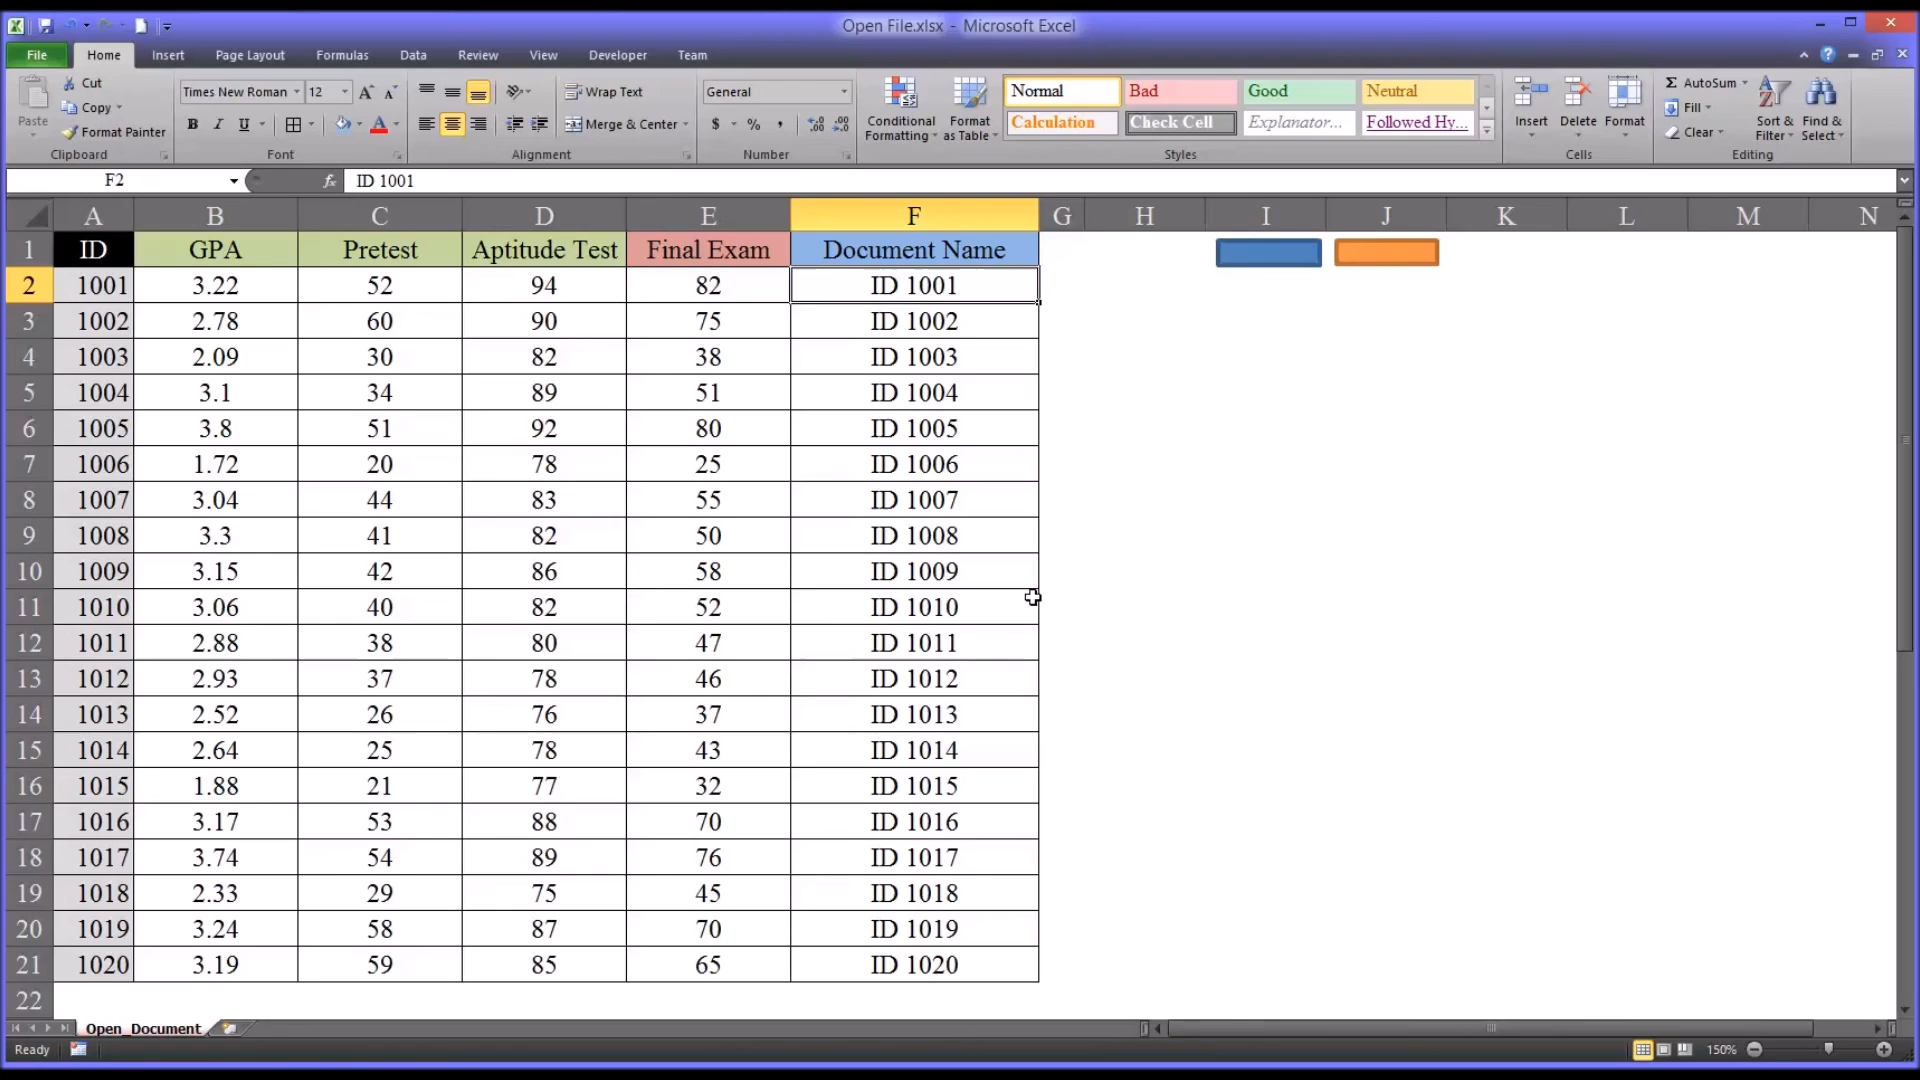 Open File.xlsx - Microsoft Excel
File Home Insert Page Layout Formulas Data Review View Developer Team
Paste
Cut
Copy
Format Painter
Clipboard
Times New Roman 12
B I U
Font
Wrap Text
Merge & Center
Alignment
General
$ % ,
Number
Conditional Formatting
Format as Table
Normal Bad Good Neutral
Calculation Check Cell Explanator... Followed Hy...
Styles
Insert Delete Format
Cells
AutoSum
Fill
Clear
Sort & Filter
Find & Select
Editing
F2 fx ID 1001
A B C D E F G H I J K L M N
1 ID GPA Pretest Aptitude Test Final Exam Document Name
2 1001 3.22 52 94 82 ID 1001
3 1002 2.78 60 90 75 ID 1002
4 1003 2.09 30 82 38 ID 1003
5 1004 3.1 34 89 51 ID 1004
6 1005 3.8 51 92 80 ID 1005
7 1006 1.72 20 78 25 ID 1006
8 1007 3.04 44 83 55 ID 1007
9 1008 3.3 41 82 50 ID 1008
10 1009 3.15 42 86 58 ID 1009
11 1010 3.06 40 82 52 ID 1010
12 1011 2.88 38 80 47 ID 1011
13 1012 2.93 37 78 46 ID 1012
14 1013 2.52 26 76 37 ID 1013
15 1014 2.64 25 78 43 ID 1014
16 1015 1.88 21 77 32 ID 1015
17 1016 3.17 53 88 70 ID 1016
18 1017 3.74 54 89 76 ID 1017
19 1018 2.33 29 75 45 ID 1018
20 1019 3.24 58 87 70 ID 1019
21 1020 3.19 59 85 65 ID 1020
22
Open_Document
Ready 150%